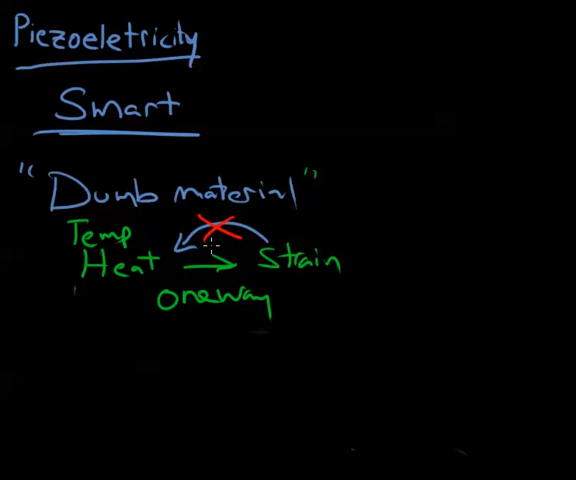 Piezoeletricity
Smart
"Dumb material"
Temp
Heat → Strain
oneway